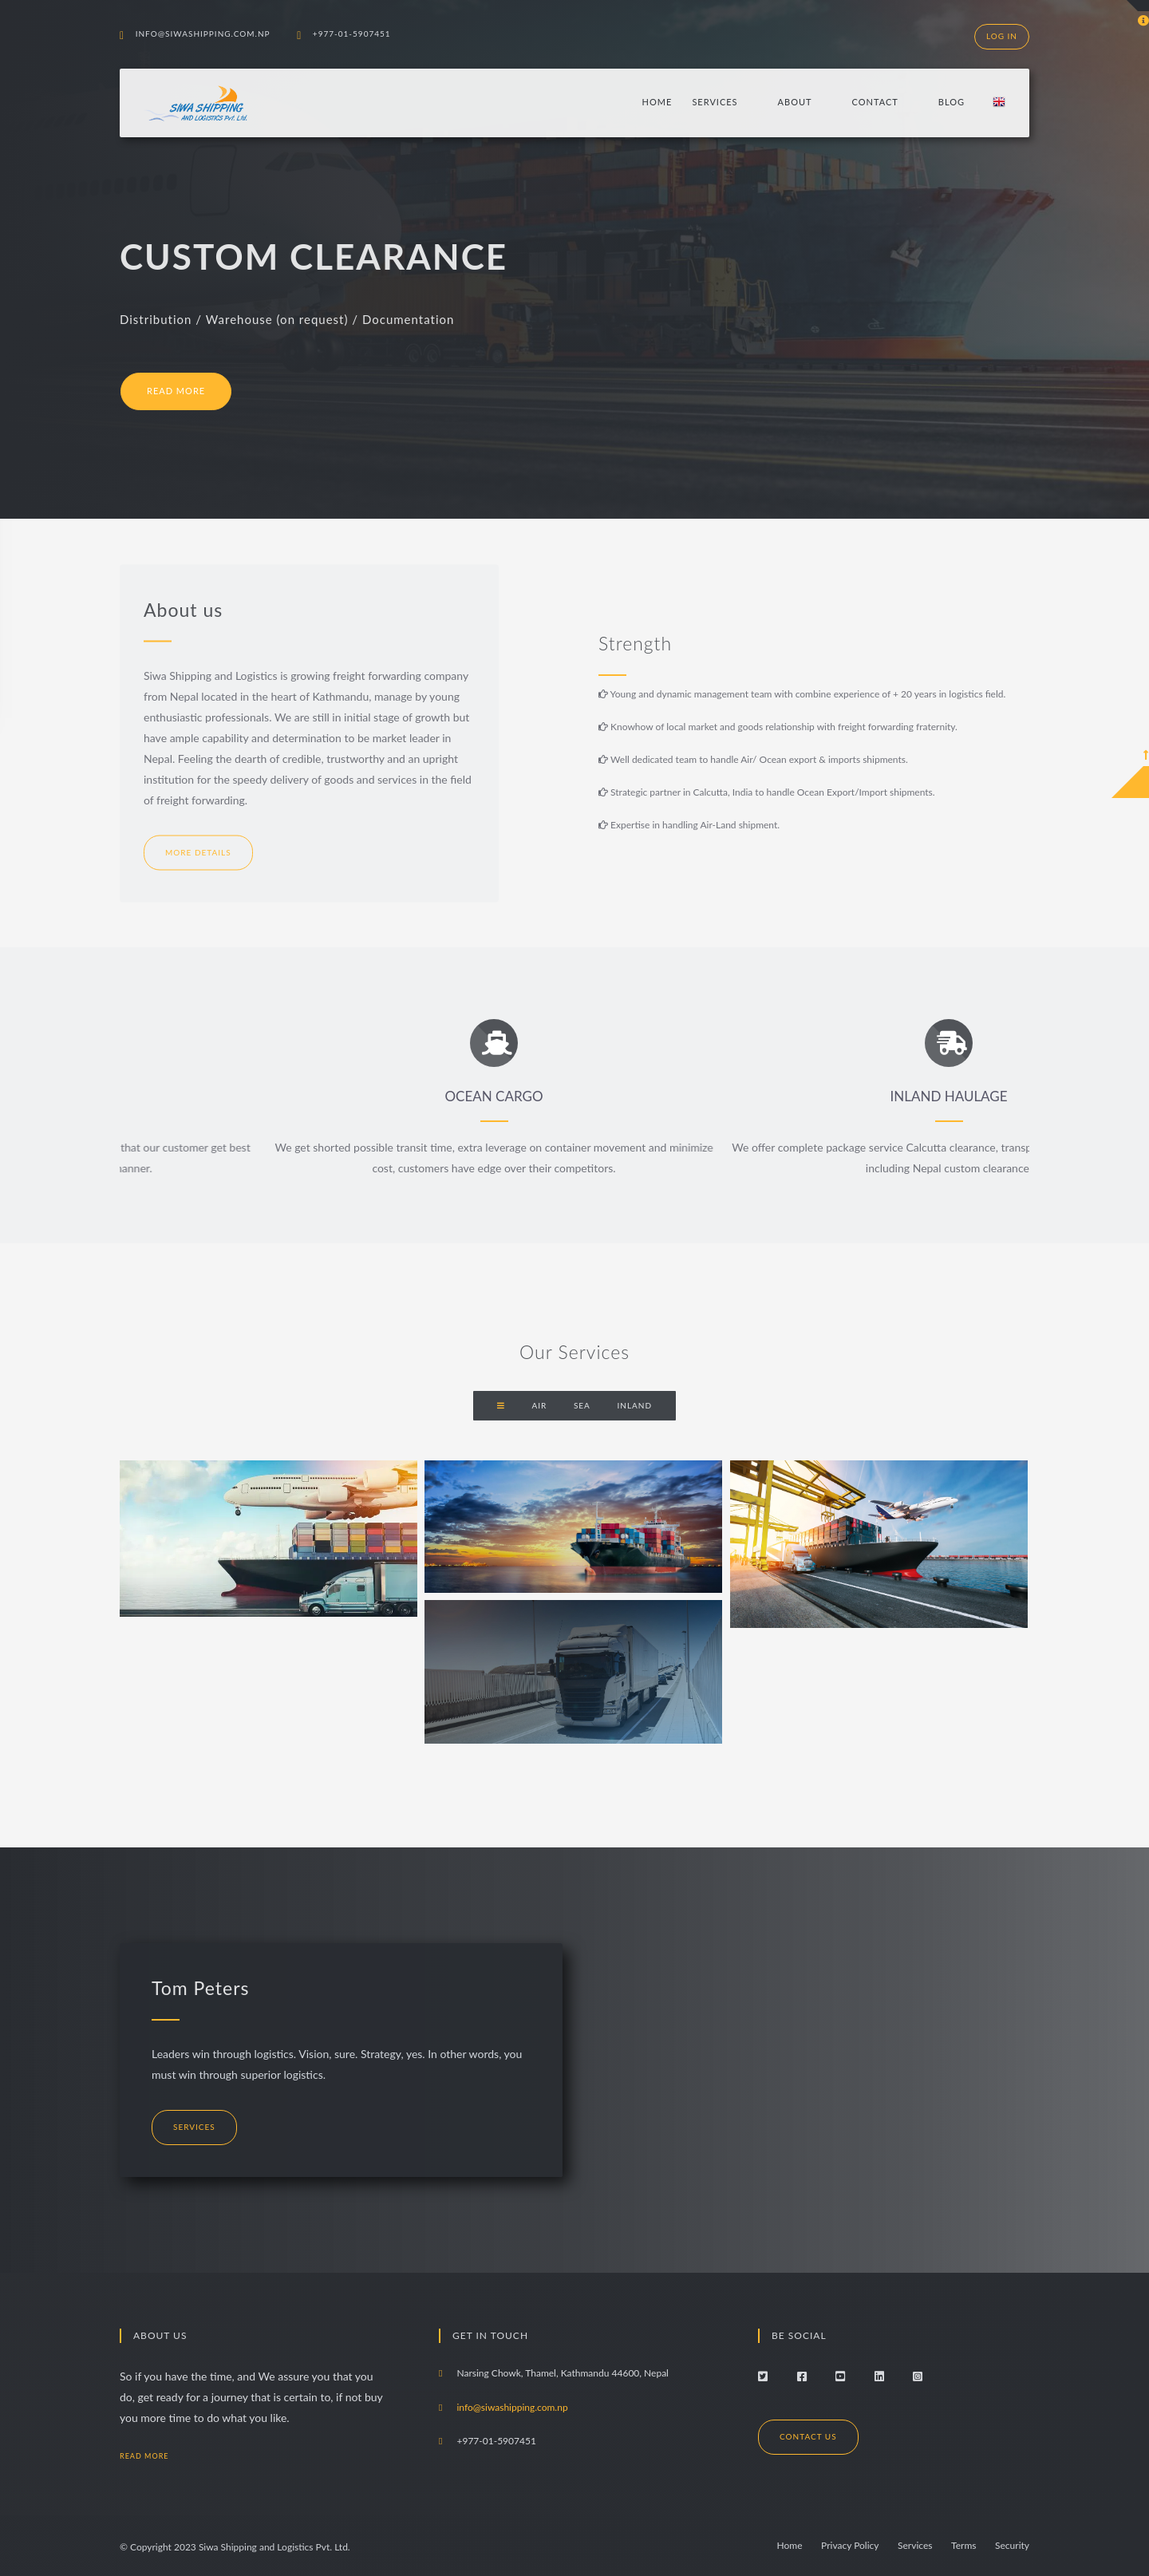 INFO@SIWASHIPPING.COM.NP
+977-01-5907451
LOG IN
SIWA SHIPPING
AND LOGISTICS Pvt. Ltd.
HOME
SERVICES
ABOUT
CONTACT
BLOG
CUSTOM CLEARANCE
Distribution / Warehouse (on request) / Documentation
READ MORE
About us
Siwa Shipping and Logistics is growing freight forwarding company
from Nepal located in the heart of Kathmandu, manage by young
enthusiastic professionals. We are still in initial stage of growth but
have ample capability and determination to be market leader in
Nepal. Feeling the dearth of credible, trustworthy and an upright
institution for the speedy delivery of goods and services in the field
of freight forwarding.
MORE DETAILS
Strength
Young and dynamic management team with combine experience of + 20 years in logistics field.
Knowhow of local market and goods relationship with freight forwarding fraternity.
Well dedicated team to handle Air/ Ocean export & imports shipments.
Strategic partner in Calcutta, India to handle Ocean Export/Import shipments.
Expertise in handling Air-Land shipment.
that our customer get best
anner.
OCEAN CARGO
We get shorted possible transit time, extra leverage on container movement and minimize
cost, customers have edge over their competitors.
INLAND HAULAGE
We offer complete package service Calcutta clearance, transp
including Nepal custom clearance
Our Services
AIR
SEA
INLAND
Tom Peters
Leaders win through logistics. Vision, sure. Strategy, yes. In other words, you
must win through superior logistics.
SERVICES
ABOUT US
So if you have the time, and We assure you that you
do, get ready for a journey that is certain to, if not buy
you more time to do what you like.
READ MORE
GET IN TOUCH
Narsing Chowk, Thamel, Kathmandu 44600, Nepal
info@siwashipping.com.np
+977-01-5907451
BE SOCIAL
CONTACT US
© Copyright 2023 Siwa Shipping and Logistics Pvt. Ltd.
Home
Privacy Policy
Services
Terms
Security